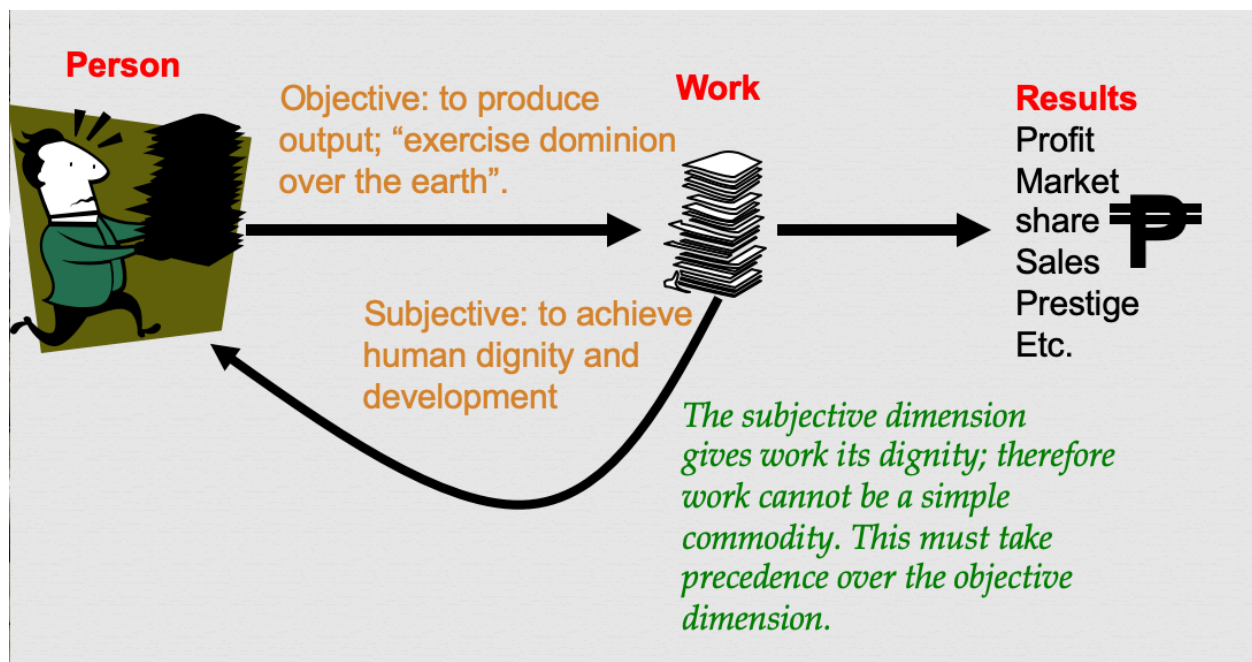 Person
Objective: to produce
output; “exercise dominion
over the earth”.
Work
Results
Profit
Market
share
Sales
Prestige
Etc.
₱
Subjective: to achieve
human dignity and
development
The subjective dimension
gives work its dignity; therefore
work cannot be a simple
commodity. This must take
precedence over the objective
dimension.